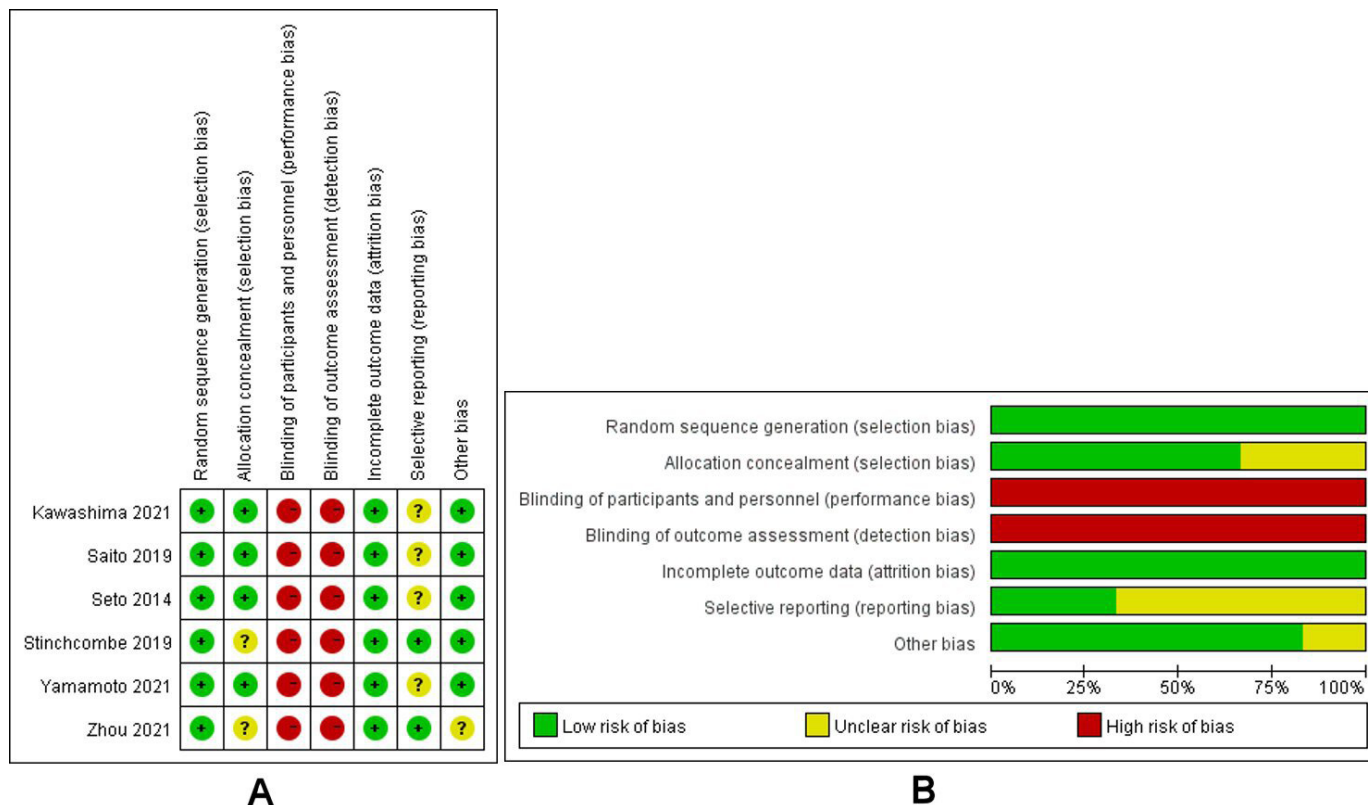 Random sequence generation (selection bias)
Allocation concealment (selection bias)
Blinding of participants and personnel (performance bias)
Blinding of outcome assessment (detection bias)
Incomplete outcome data (attrition bias)
Selective reporting (reporting bias)
Other bias
Kawashima 2021 + + - - + ? +
Saito 2019 + + - - + ? +
Seto 2014 + + - - + ? +
Stinchcombe 2019 + ? - - + + +
Yamamoto 2021 + + - - + ? +
Zhou 2021 + ? - - + + ?
A
Random sequence generation (selection bias)
Allocation concealment (selection bias)
Blinding of participants and personnel (performance bias)
Blinding of outcome assessment (detection bias)
Incomplete outcome data (attrition bias)
Selective reporting (reporting bias)
Other bias
0% 25% 50% 75% 100%
Low risk of bias Unclear risk of bias High risk of bias
B